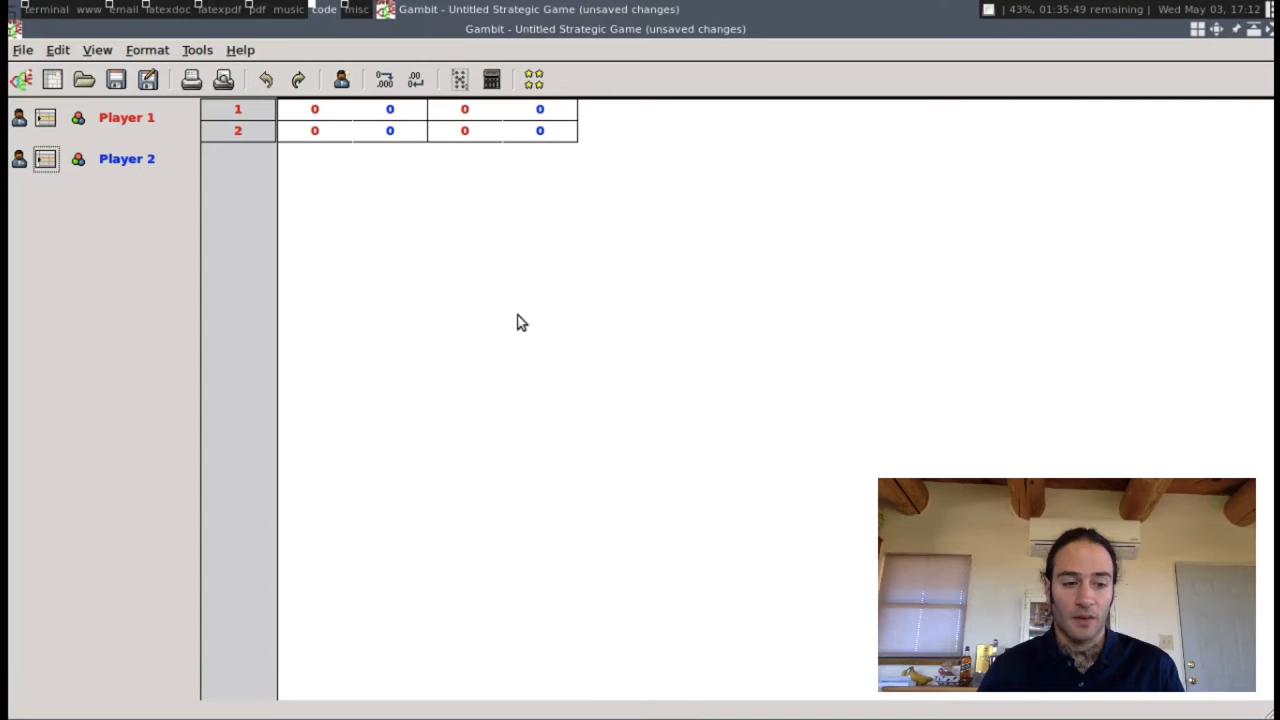 terminal www email latexdoc latexpdf pdf music code misc Gambit - Untitled Strategic Game (unsaved changes) | 43%, 01:35:49 remaining | Wed May 03, 17:12
Gambit - Untitled Strategic Game (unsaved changes)
File Edit View Format Tools Help
.000 .00
Player 1 1 0 0 0 0
2 0 0 0 0
Player 2